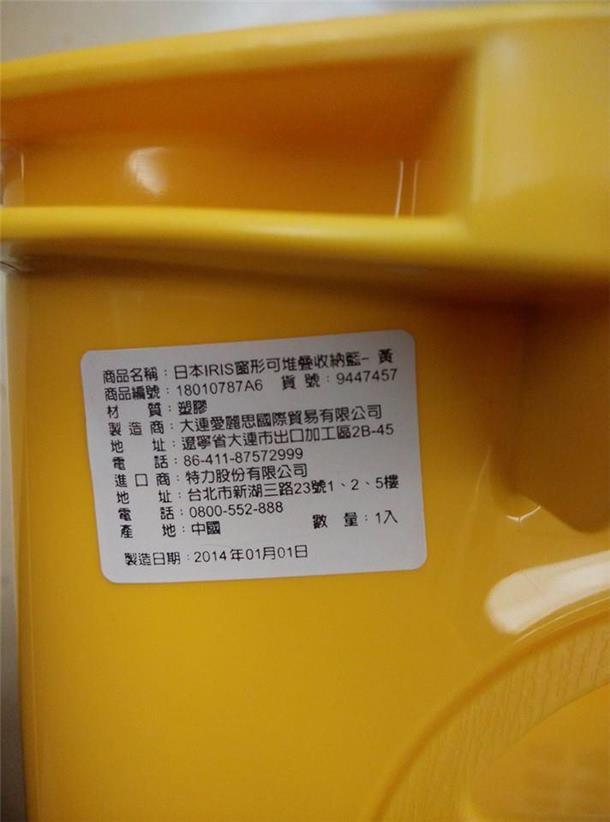 商品名稱：日本IRIS窗形可堆疊收納籃- 黃
商品編號：18010787A6 貨 號：9447457
材 質：塑膠
製 造 商：大連愛麗思國際貿易有限公司
地 址：遼寧省大連市出口加工區2B-45
電 話：86-411-87572999
進 口 商：特力股份有限公司
地 址：台北市新湖三路23號1、2、5樓
電 話：0800-552-888
產 地：中國 數 量：1入
製造日期：2014年01月01日